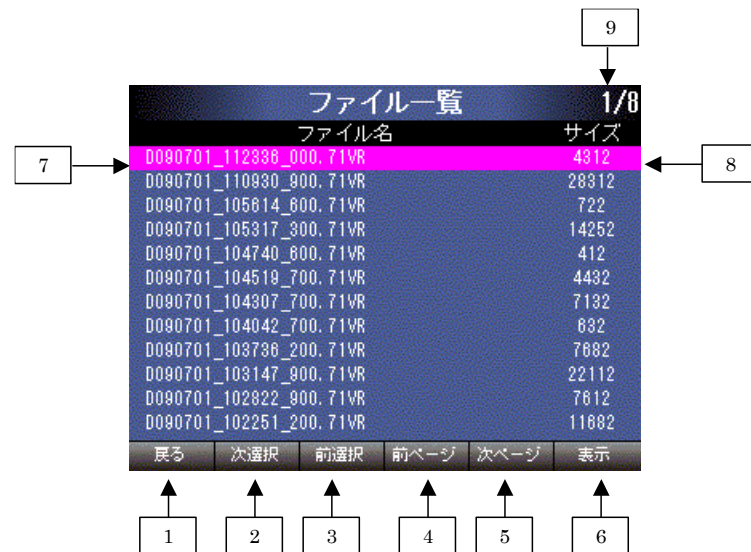 9
ファイル一覧 1/8
ファイル名 サイズ
7
8
D090701_112336_000.71VR 4312
D090701_110930_900.71VR 28312
D090701_105614_600.71VR 722
D090701_105317_300.71VR 14252
D090701_104740_600.71VR 412
D090701_104519_700.71VR 4432
D090701_104307_700.71VR 7132
D090701_104042_700.71VR 632
D090701_103736_200.71VR 7682
D090701_103147_900.71VR 22112
D090701_102822_900.71VR 7612
D090701_102251_200.71VR 11682
戻る 次選択 前選択 前ページ 次ページ 表示
1 2 3 4 5 6